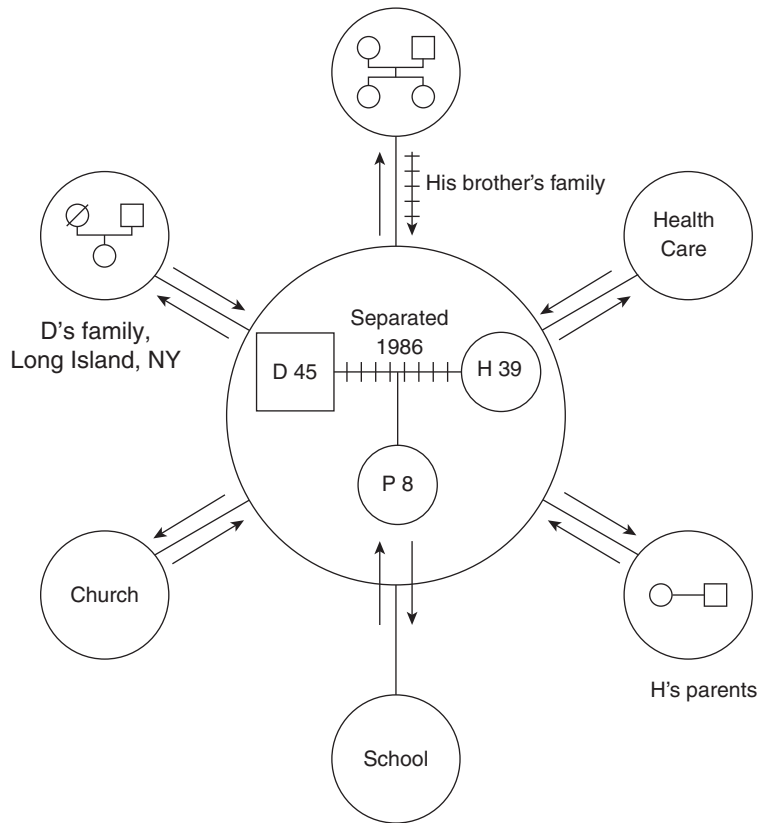 His brother's family
Health
Care
D's family,
Long Island, NY
Separated
1986
D 45
H 39
P 8
Church
H's parents
School